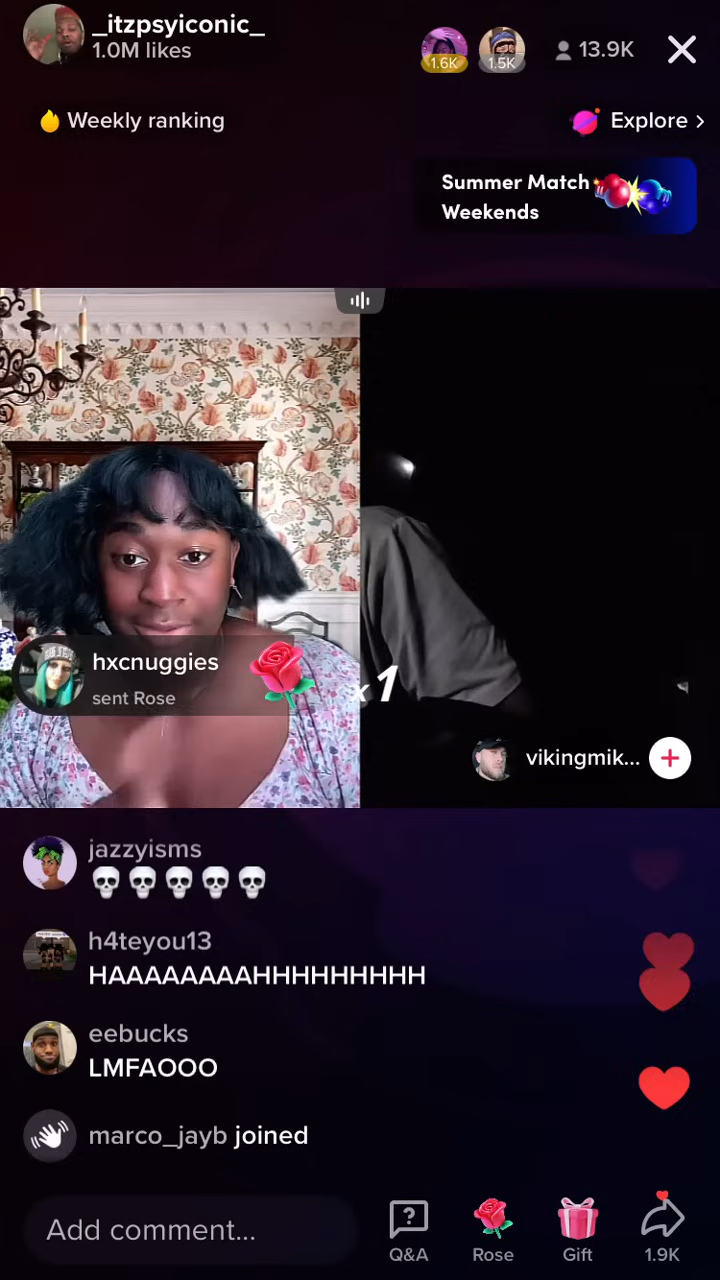 _itzpsyiconic_
1.0M likes
1.6K
1.5K
13.9K
Weekly ranking
Explore >
Summer Match
Weekends
hxcnuggies
sent Rose
x1
vikingmik...
jazzyisms
💀💀💀💀💀
h4teyou13
HAAAAAAAAHHHHHHHHH
eebucks
LMFAOOO
marco_jayb joined
Add comment...
Q&A
Rose
Gift
1.9K